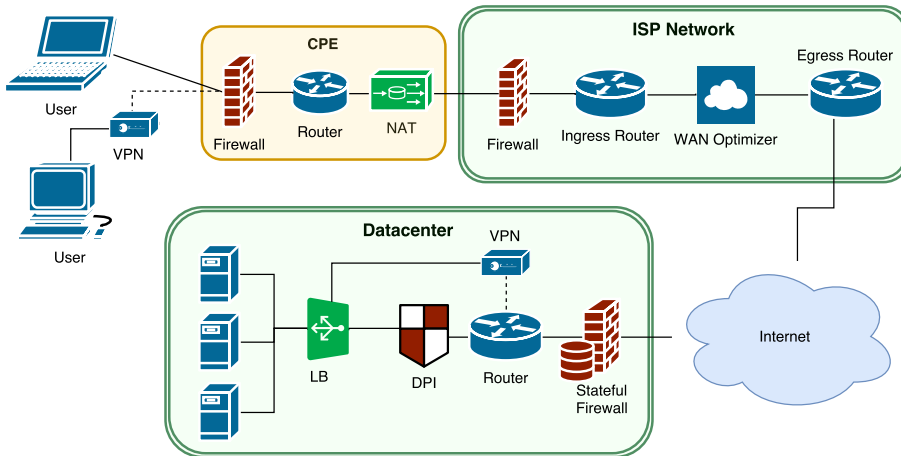 CPE
ISP Network
Egress Router
User
VPN
Firewall
Router
NAT
Firewall
Ingress Router
WAN Optimizer
User
Datacenter
VPN
Internet
LB
DPI
Router
Stateful
Firewall